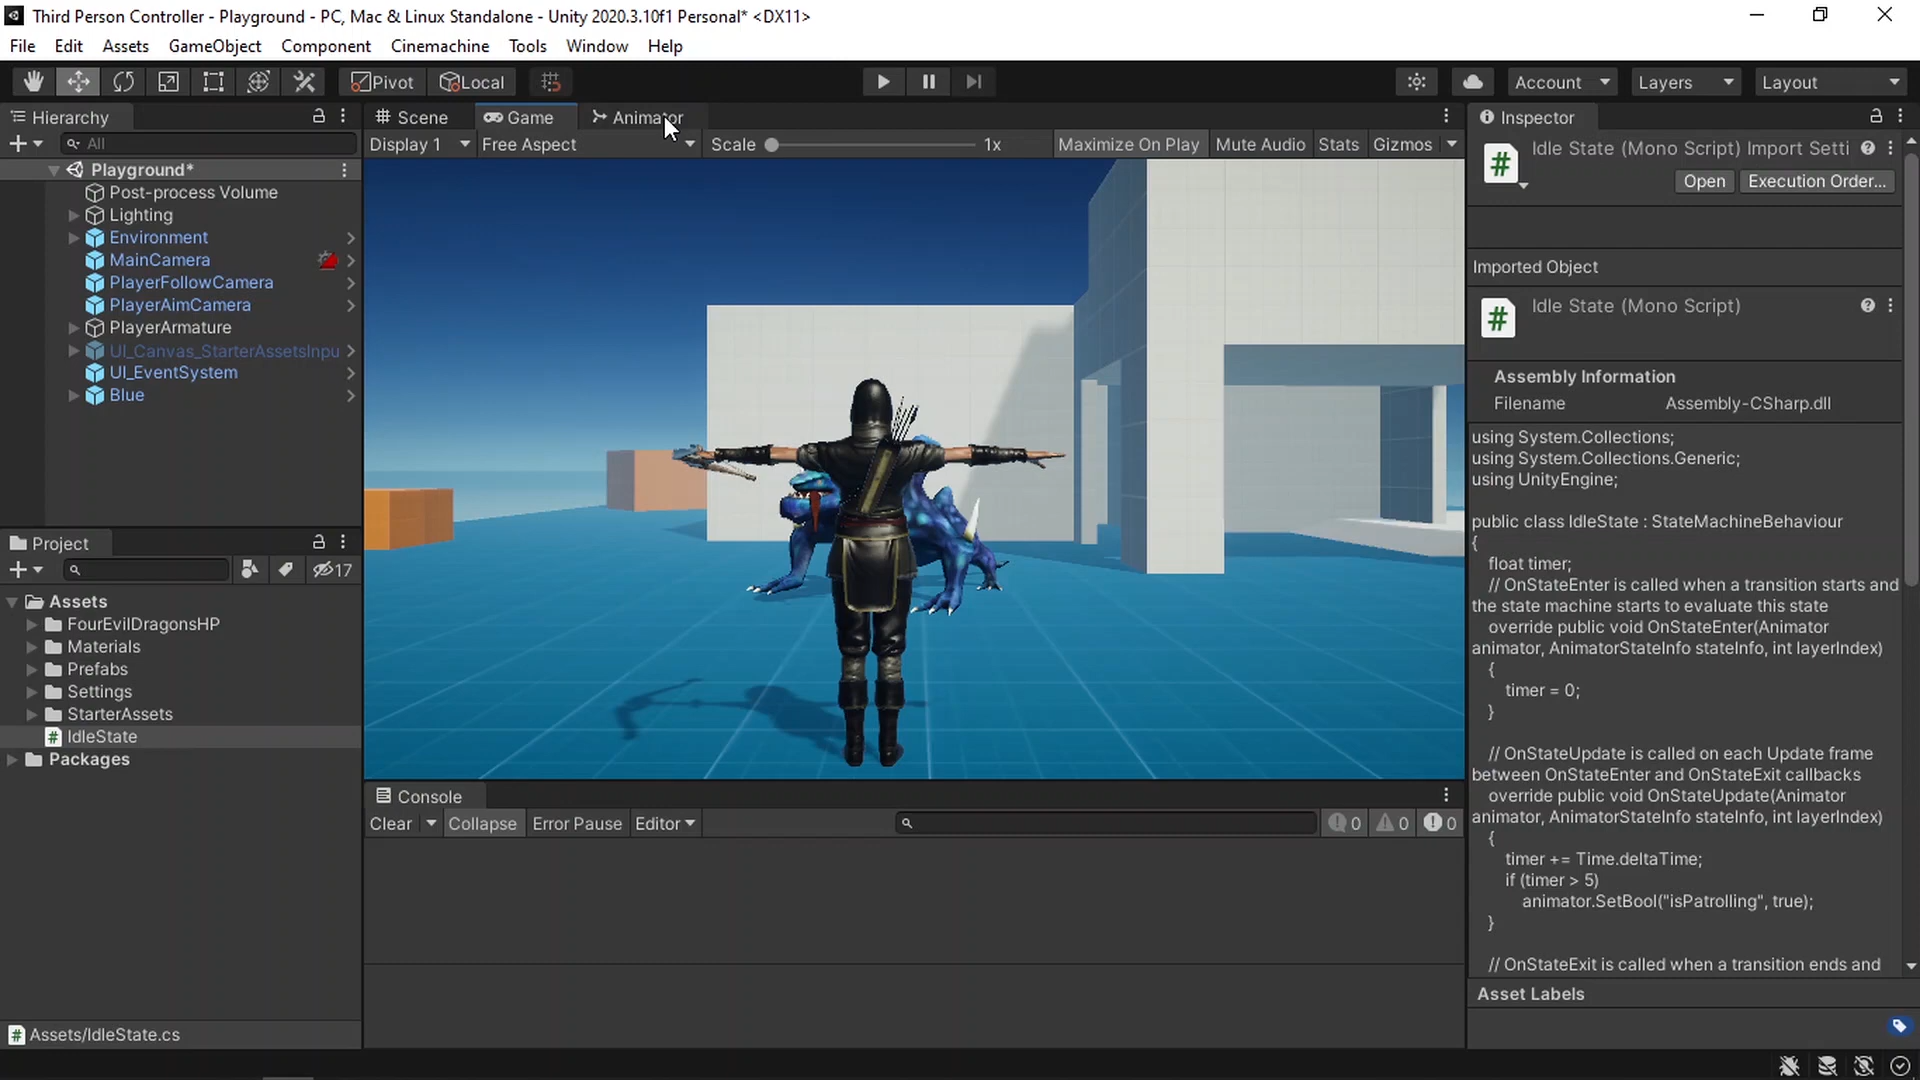 Third Person Controller - Playground - PC, Mac & Linux Standalone - Unity 2020.3.10f1 Personal* <DX11>
File Edit Assets GameObject Component Cinemachine Tools Window Help
Pivot Local Account Layers Layout
Hierarchy
All
Playground*
Post-process Volume
Lighting
Environment
MainCamera
PlayerFollowCamera
PlayerAimCamera
PlayerArmature
UI_Canvas_StarterAssetsInpu
UI_EventSystem
Blue
Project
17
Assets
FourEvilDragonsHP
Materials
Prefabs
Settings
StarterAssets
IdleState
Packages
Assets/IdleState.cs
Scene Game Animator
Display 1 Free Aspect Scale 1x Maximize On Play Mute Audio Stats Gizmos
Console
Clear Collapse Error Pause Editor 0 0 0
Inspector
Idle State (Mono Script) Import Setti
Open Execution Order...
Imported Object
Idle State (Mono Script)
Assembly Information
Filename Assembly-CSharp.dll
using System.Collections;
using System.Collections.Generic;
using UnityEngine;
public class IdleState : StateMachineBehaviour
{
float timer;
// OnStateEnter is called when a transition starts and
the state machine starts to evaluate this state
override public void OnStateEnter(Animator
animator, AnimatorStateInfo stateInfo, int layerIndex)
{
timer = 0;
}
// OnStateUpdate is called on each Update frame
between OnStateEnter and OnStateExit callbacks
override public void OnStateUpdate(Animator
animator, AnimatorStateInfo stateInfo, int layerIndex)
{
timer += Time.deltaTime;
if (timer > 5)
animator.SetBool("isPatrolling", true);
}
// OnStateExit is called when a transition ends and
Asset Labels